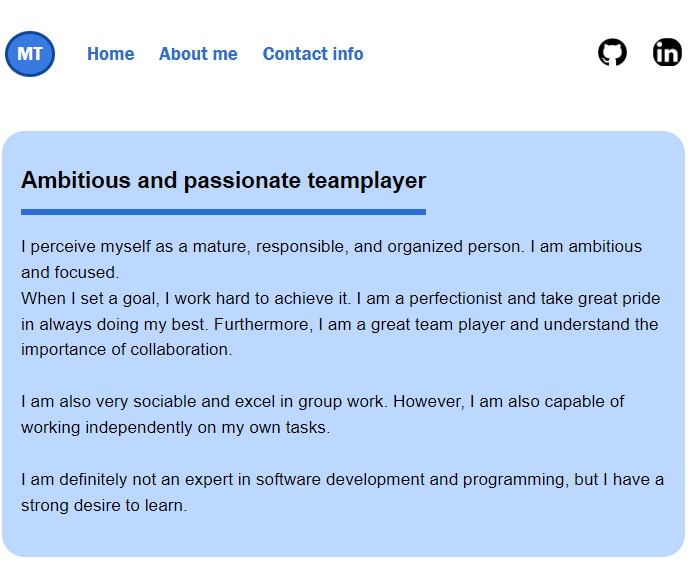 MT Home About me Contact info in
Ambitious and passionate teamplayer
I perceive myself as a mature, responsible, and organized person. I am ambitious
and focused.
When I set a goal, I work hard to achieve it. I am a perfectionist and take great pride
in always doing my best. Furthermore, I am a great team player and understand the
importance of collaboration.
I am also very sociable and excel in group work. However, I am also capable of
working independently on my own tasks.
I am definitely not an expert in software development and programming, but I have a
strong desire to learn.